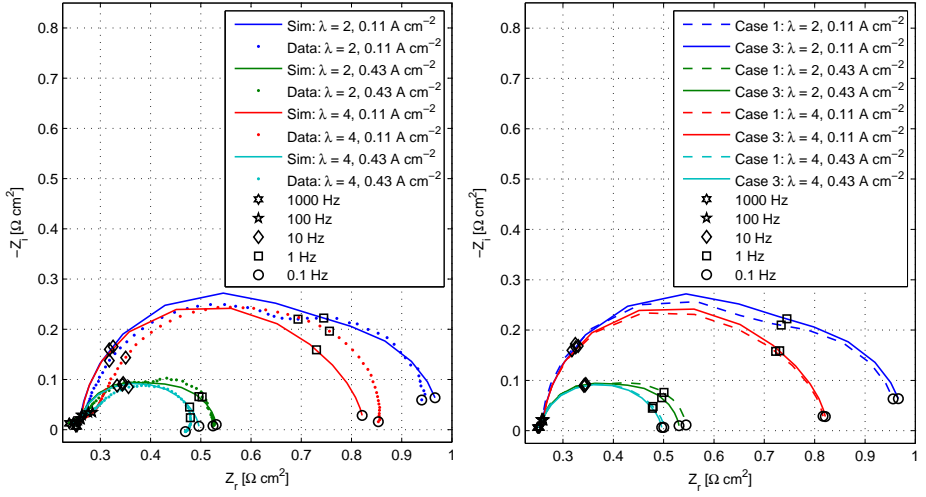 0.8
0.7
0.6
0.5
0.4
0.3
0.2
0.1
0
0.3 0.4 0.5 0.6 0.7 0.8 0.9 1
−Z_i [Ω cm²]
Z_r [Ω cm²]
Sim: λ = 2, 0.11 A cm⁻²
Data: λ = 2, 0.11 A cm⁻²
Sim: λ = 2, 0.43 A cm⁻²
Data: λ = 2, 0.43 A cm⁻²
Sim: λ = 4, 0.11 A cm⁻²
Data: λ = 4, 0.11 A cm⁻²
Sim: λ = 4, 0.43 A cm⁻²
Data: λ = 4, 0.43 A cm⁻²
1000 Hz
100 Hz
10 Hz
1 Hz
0.1 Hz
0.8
0.7
0.6
0.5
0.4
0.3
0.2
0.1
0
0.3 0.4 0.5 0.6 0.7 0.8 0.9 1
−Z_i [Ω cm²]
Z_r [Ω cm²]
Case 1: λ = 2, 0.11 A cm⁻²
Case 3: λ = 2, 0.11 A cm⁻²
Case 1: λ = 2, 0.43 A cm⁻²
Case 3: λ = 2, 0.43 A cm⁻²
Case 1: λ = 4, 0.11 A cm⁻²
Case 3: λ = 4, 0.11 A cm⁻²
Case 1: λ = 4, 0.43 A cm⁻²
Case 3: λ = 4, 0.43 A cm⁻²
1000 Hz
100 Hz
10 Hz
1 Hz
0.1 Hz